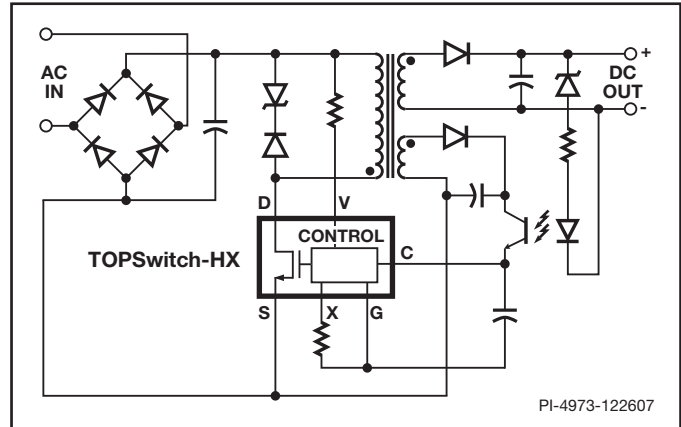 AC
IN
+
DC
OUT
-
D
V
CONTROL
TOPSwitch-HX
C
S
X
G
PI-4973-122607